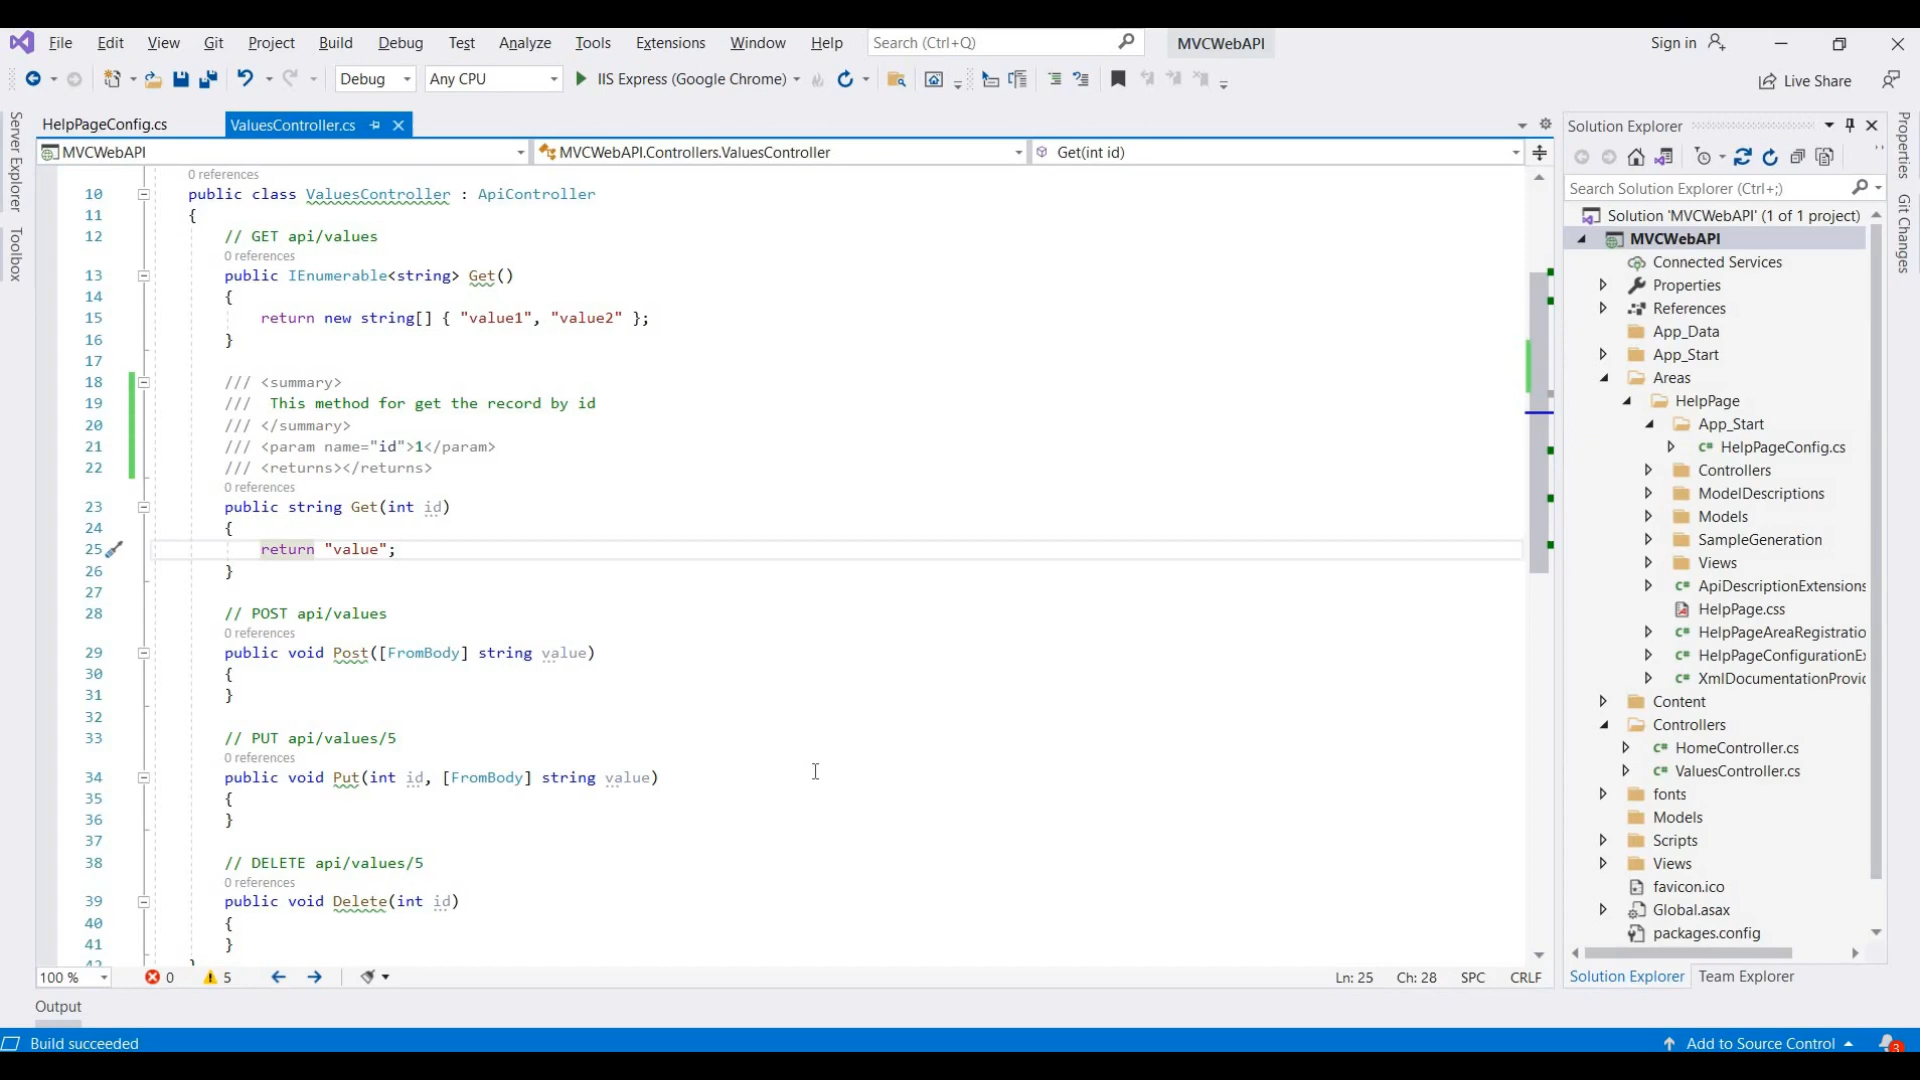 File Edit View Git Project Build Debug Test Analyze Tools Extensions Window Help Search (Ctrl+Q) MVCWebAPI Sign in
Debug Any CPU IIS Express (Google Chrome) Live Share
Server Explorer
Toolbox
HelpPageConfig.cs ValuesController.cs
MVCWebAPI MVCWebAPI.Controllers.ValuesController Get(int id)
0 references
10 public class ValuesController : ApiController
11 {
12 // GET api/values
0 references
13 public IEnumerable<string> Get()
14 {
15 return new string[] { "value1", "value2" };
16 }
17
18 /// <summary>
19 /// This method for get the record by id
20 /// </summary>
21 /// <param name="id">1</param>
22 /// <returns></returns>
0 references
23 public string Get(int id)
24 {
25 return "value";
26 }
27
28 // POST api/values
0 references
29 public void Post([FromBody] string value)
30 {
31 }
32
33 // PUT api/values/5
0 references
34 public void Put(int id, [FromBody] string value)
35 {
36 }
37
38 // DELETE api/values/5
0 references
39 public void Delete(int id)
40 {
41 }
42 }
100 % 0 5 Ln: 25 Ch: 28 SPC CRLF
Output
Build succeeded Add to Source Control 3
Solution Explorer
Search Solution Explorer (Ctrl+;)
Solution 'MVCWebAPI' (1 of 1 project)
MVCWebAPI
Connected Services
Properties
References
App_Data
App_Start
Areas
HelpPage
App_Start
HelpPageConfig.cs
Controllers
ModelDescriptions
Models
SampleGeneration
Views
ApiDescriptionExtensions
HelpPage.css
HelpPageAreaRegistratio
HelpPageConfigurationEx
XmlDocumentationProvid
Content
Controllers
HomeController.cs
ValuesController.cs
fonts
Models
Scripts
Views
favicon.ico
Global.asax
packages.config
Solution Explorer Team Explorer
Properties
Git Changes